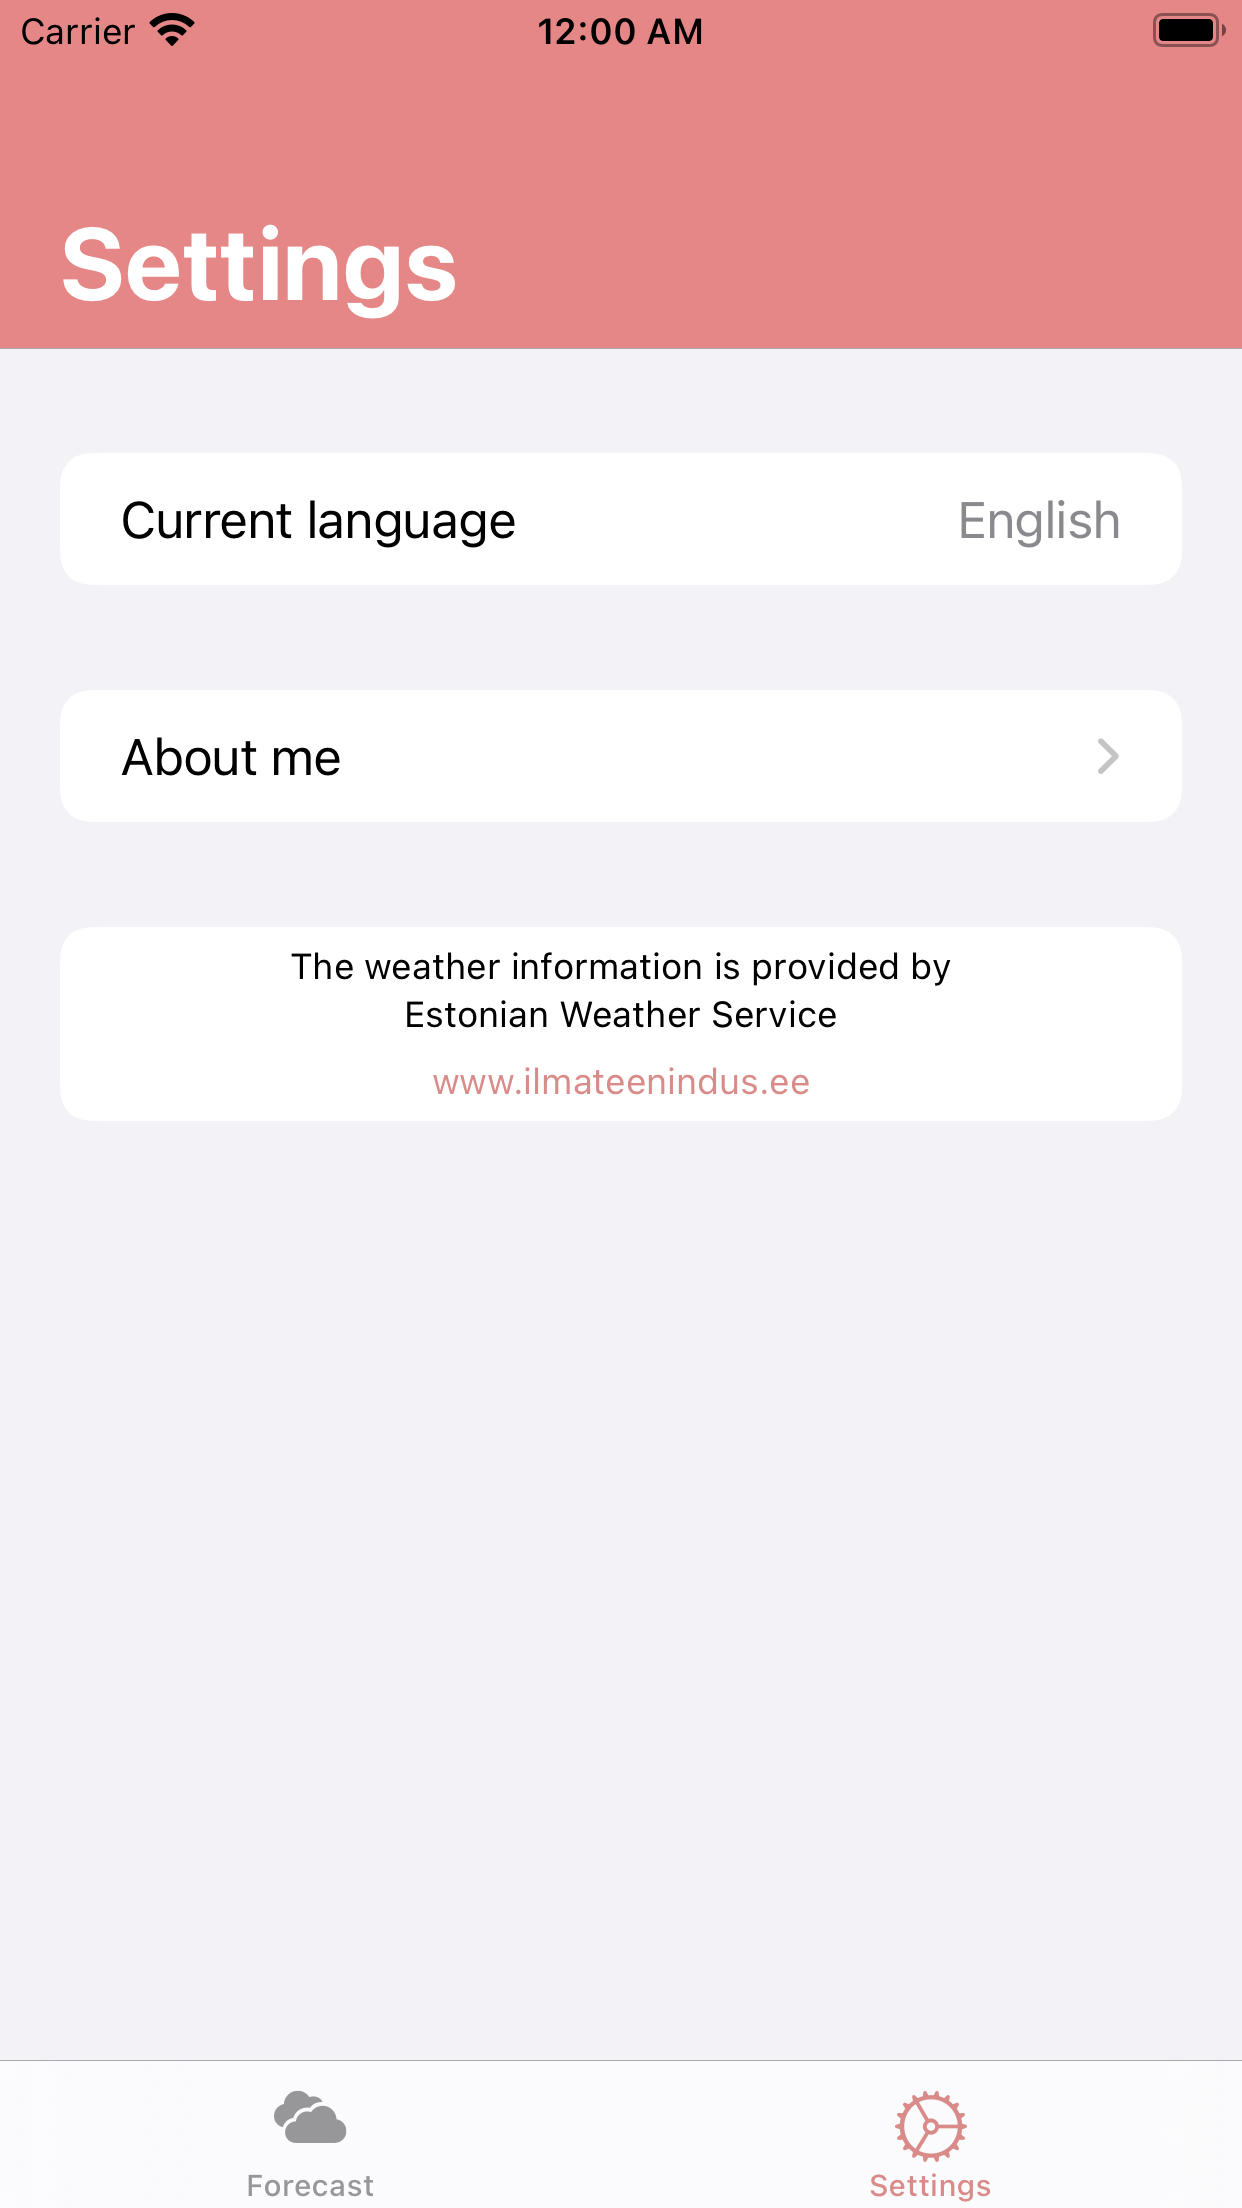 Carrier 12:00 AM
Settings
Current language English
About me
The weather information is provided by
Estonian Weather Service
www.ilmateenindus.ee
Forecast Settings